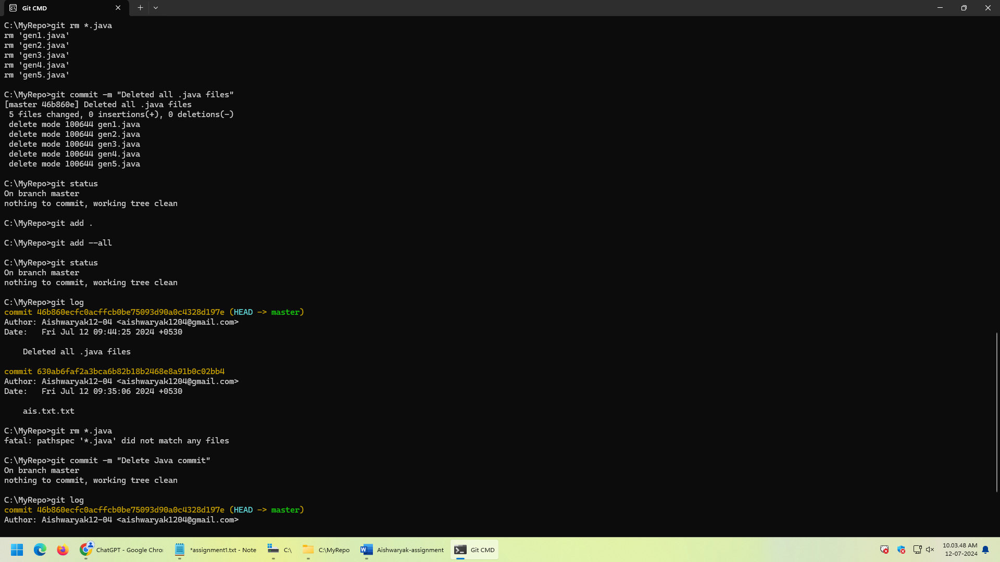 Git CMD
C:\MyRepo>git rm *.java
rm 'gen1.java'
rm 'gen2.java'
rm 'gen3.java'
rm 'gen4.java'
rm 'gen5.java'
C:\MyRepo>git commit -m "Deleted all .java files"
[master 46b860e] Deleted all .java files
5 files changed, 0 insertions(+), 0 deletions(-)
delete mode 100644 gen1.java
delete mode 100644 gen2.java
delete mode 100644 gen3.java
delete mode 100644 gen4.java
delete mode 100644 gen5.java
C:\MyRepo>git status
On branch master
nothing to commit, working tree clean
C:\MyRepo>git add .
C:\MyRepo>git add --all
C:\MyRepo>git status
On branch master
nothing to commit, working tree clean
C:\MyRepo>git log
commit 46b860ecfc0acffcb0be75093d90a0c4328d197e (HEAD -> master)
Author: Aishwaryak12-04 <aishwaryak1204@gmail.com>
Date:   Fri Jul 12 09:44:25 2024 +0530
Deleted all .java files
commit 630ab6faf2a3bca6b82b18b2468e8a91b0c02bb4
Author: Aishwaryak12-04 <aishwaryak1204@gmail.com>
Date:   Fri Jul 12 09:35:06 2024 +0530
ais.txt.txt
C:\MyRepo>git rm *.java
fatal: pathspec '*.java' did not match any files
C:\MyRepo>git commit -m "Delete Java commit"
On branch master
nothing to commit, working tree clean
C:\MyRepo>git log
commit 46b860ecfc0acffcb0be75093d90a0c4328d197e (HEAD -> master)
Author: Aishwaryak12-04 <aishwaryak1204@gmail.com>
ChatGPT - Google Chro
*assignment1.txt - Note
C:\
C:\MyRepo
Aishwaryak-assignment
Git CMD
10.03.48 AM
12-07-2024